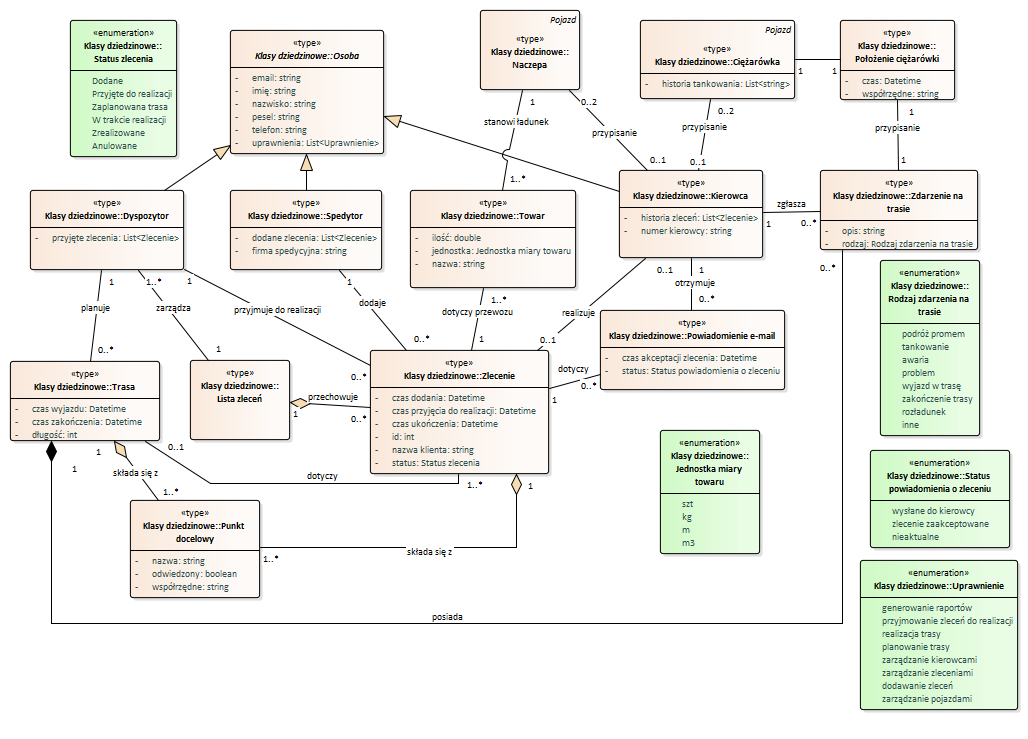 «enumeration»
Klasy dziedzinowe::
Status zlecenia
Dodane
Przyjęte do realizacji
Zaplanowana trasa
W trakcie realizacji
Zrealizowane
Anulowane
«type»
Klasy dziedzinowe::Osoba
- email: string
- imię: string
- nazwisko: string
- pesel: string
- telefon: string
- uprawnienia: List<Uprawnienie>
Pojazd
«type»
Klasy dziedzinowe::
Naczepa
Pojazd
«type»
Klasy dziedzinowe::Ciężarówka
- historia tankowania: List<string>
1
1
«type»
Klasy dziedzinowe::
Położenie ciężarówki
- czas: Datetime
- współrzędne: string
1
stanowi ładunek
1..*
0..2
przypisanie
0..1
0..2
przypisanie
0..1
1
przypisanie
1
«type»
Klasy dziedzinowe::Dyspozytor
- przyjęte zlecenia: List<Zlecenie>
«type»
Klasy dziedzinowe::Spedytor
- dodane zlecenia: List<Zlecenie>
- firma spedycyjna: string
«type»
Klasy dziedzinowe::Towar
- ilość: double
- jednostka: Jednostka miary towaru
- nazwa: string
«type»
Klasy dziedzinowe::Kierowca
- historia zleceń: List<Zlecenie>
- numer kierowcy: string
zgłasza
1
0..*
«type»
Klasy dziedzinowe::Zdarzenie na
trasie
- opis: string
- rodzaj: Rodzaj zdarzenia na trasie
0..*
1
planuje
0..*
1..*
zarządza
1
1
przyjmuje do realizacji
0..*
1
dodaje
0..*
1..*
dotyczy przewozu
1
0..1
realizuje
0..1
1
otrzymuje
0..*
«enumeration»
Klasy dziedzinowe::
Rodzaj zdarzenia na
trasie
podróż promem
tankowanie
awaria
problem
wyjazd w trasę
zakończenie trasy
rozładunek
inne
«type»
Klasy dziedzinowe::Powiadomienie e-mail
- czas akceptacji zlecenia: Datetime
- status: Status powiadomienia o zleceniu
dotyczy
0..*
1
«type»
Klasy dziedzinowe::Trasa
- czas wyjazdu: Datetime
- czas zakończenia: Datetime
- długość: int
«type»
Klasy dziedzinowe::
Lista zleceń
przechowuje
1
0..*
«type»
Klasy dziedzinowe::Zlecenie
- czas dodania: Datetime
- czas przyjęcia do realizacji: Datetime
- czas ukończenia: Datetime
- id: int
- nazwa klienta: string
- status: Status zlecenia
«enumeration»
Klasy dziedzinowe::
Jednostka miary
towaru
szt
kg
m
m3
«enumeration»
Klasy dziedzinowe::Status
powiadomienia o zleceniu
wysłane do kierowcy
zlecenie zaakceptowane
nieaktualne
1
1
składa się z
1..*
0..1
dotyczy
1..*
1
«type»
Klasy dziedzinowe::Punkt
docelowy
- nazwa: string
- odwiedzony: boolean
- współrzędne: string
1..*
składa się z
«enumeration»
Klasy dziedzinowe::Uprawnienie
generowanie raportów
przyjmowanie zleceń do realizacji
realizacja trasy
planowanie trasy
zarządzanie kierowcami
zarządzanie zleceniami
dodawanie zleceń
zarządzanie pojazdami
posiada